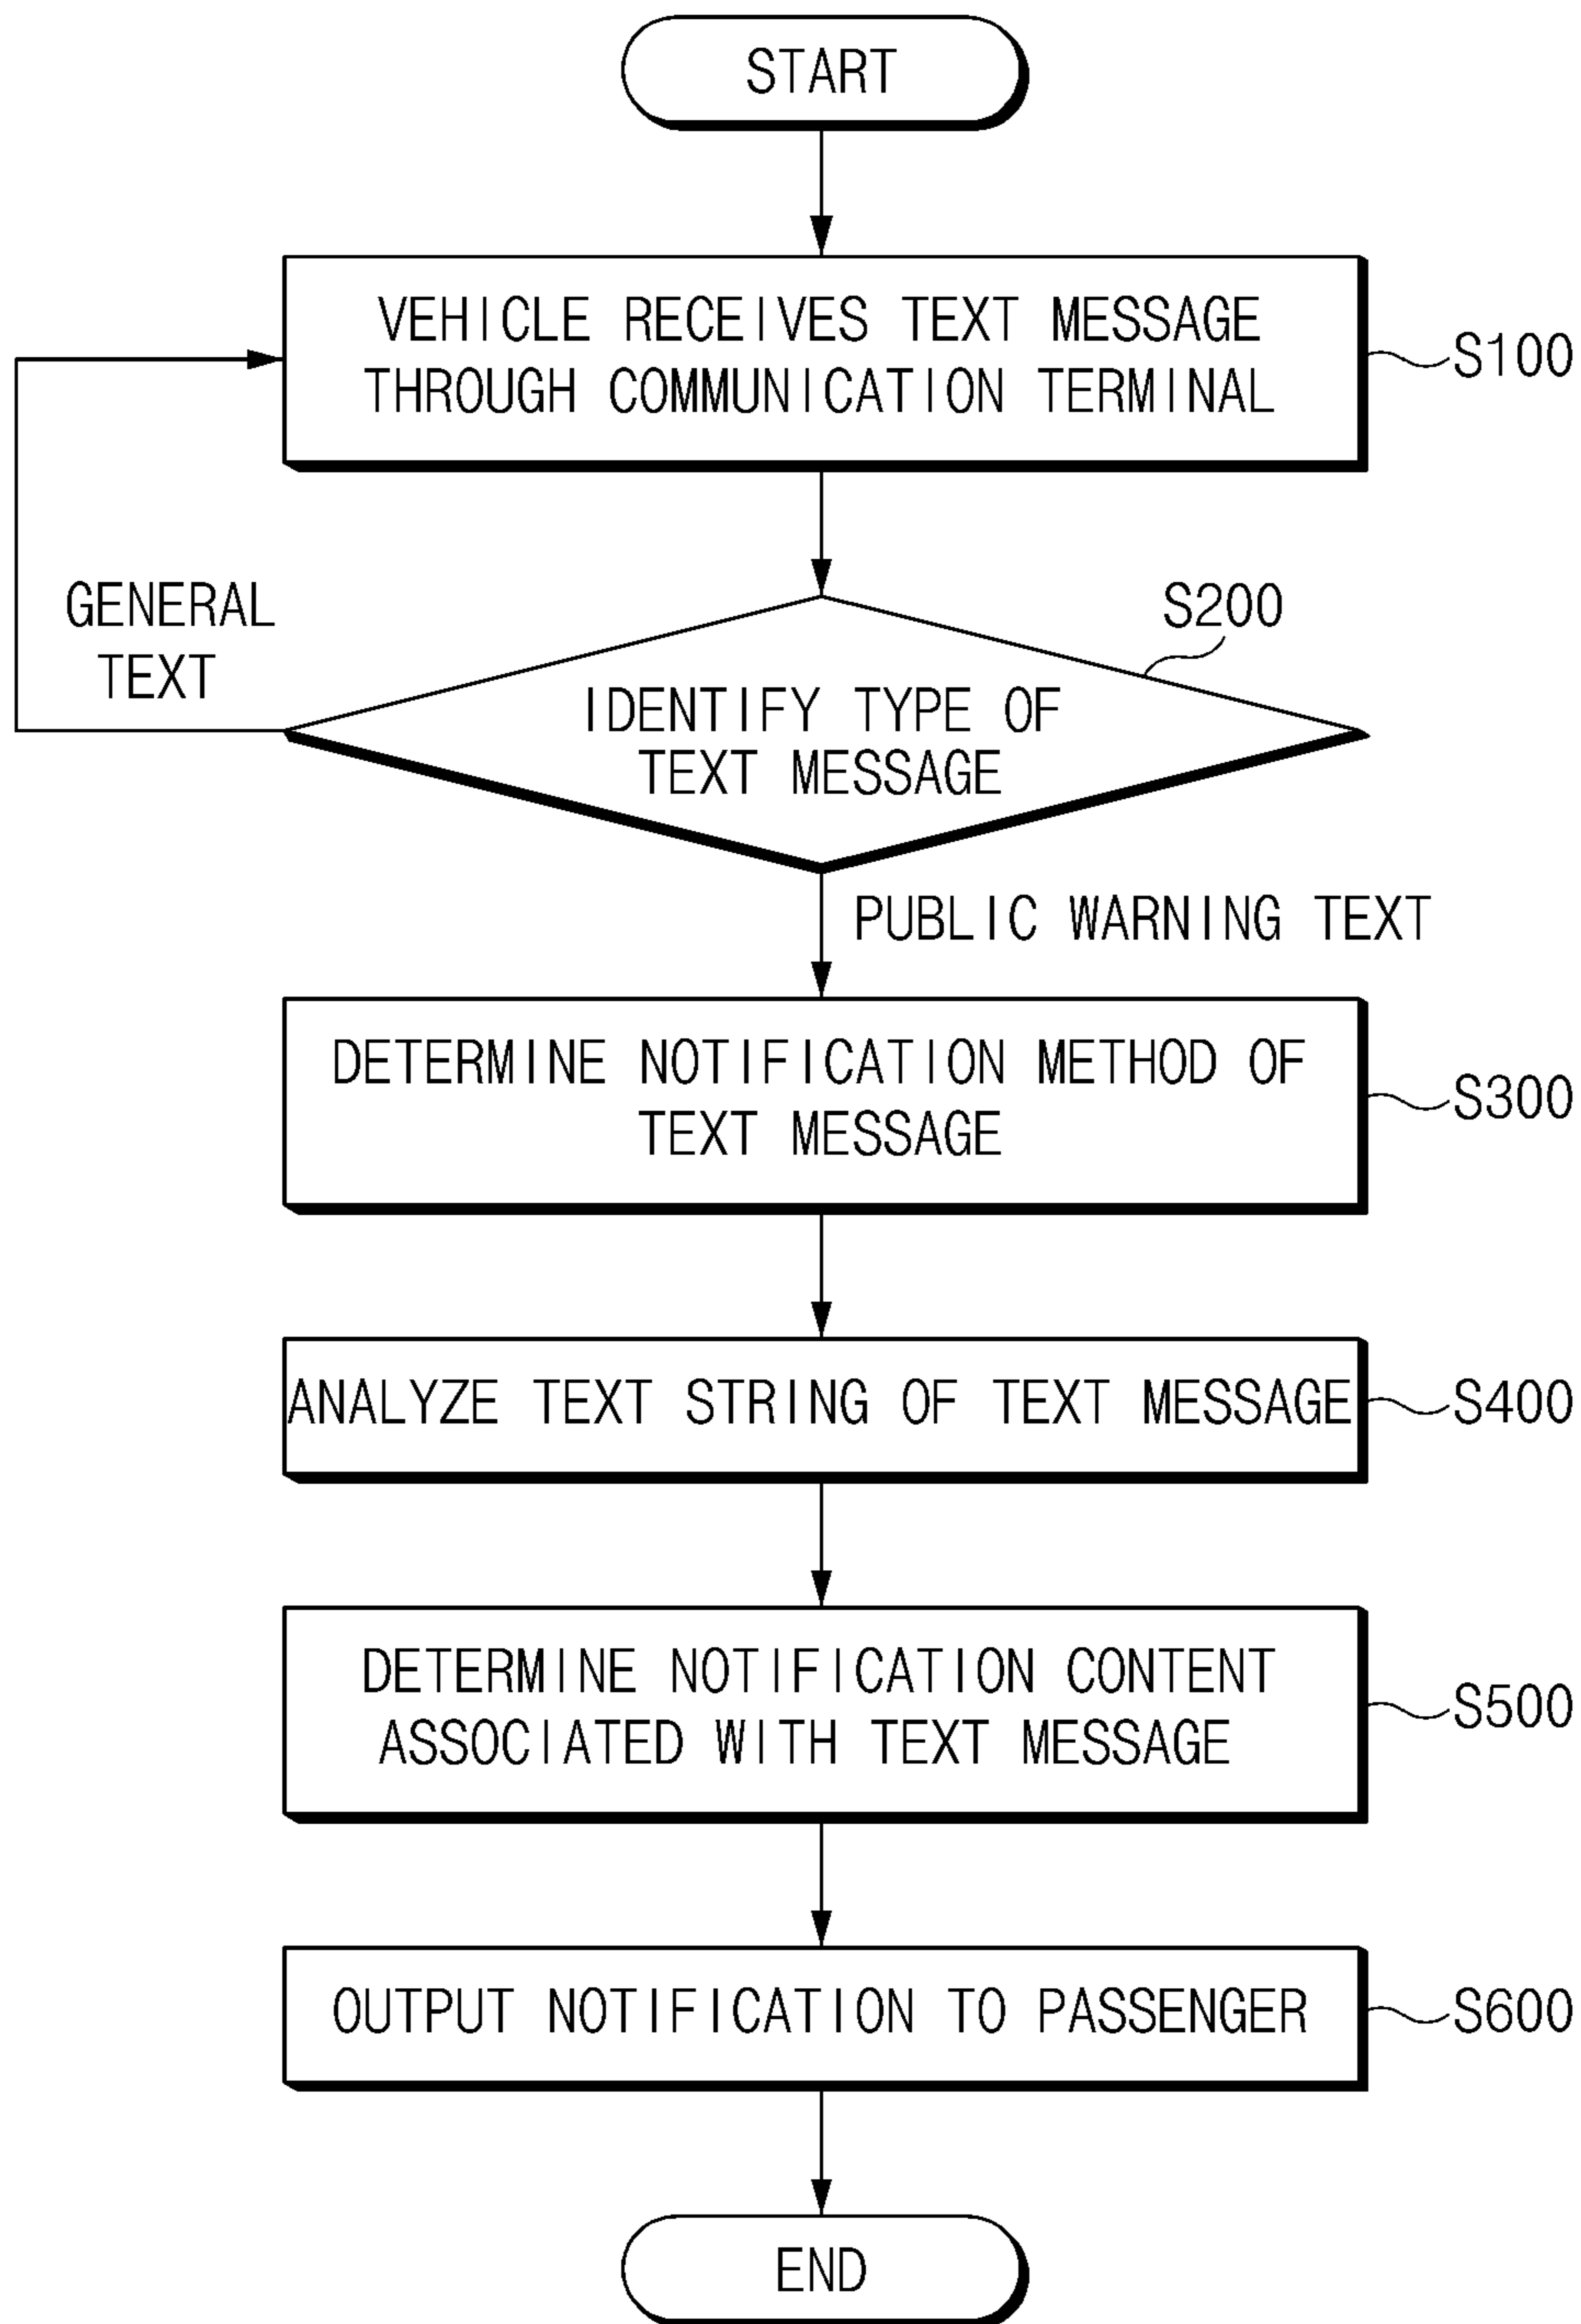 START
VEHICLE RECEIVES TEXT MESSAGE
THROUGH COMMUNICATION TERMINAL
S100
GENERAL
TEXT
S200
IDENTIFY TYPE OF
TEXT MESSAGE
PUBLIC WARNING TEXT
DETERMINE NOTIFICATION METHOD OF
TEXT MESSAGE
S300
ANALYZE TEXT STRING OF TEXT MESSAGE
S400
DETERMINE NOTIFICATION CONTENT
ASSOCIATED WITH TEXT MESSAGE
S500
OUTPUT NOTIFICATION TO PASSENGER
S600
END